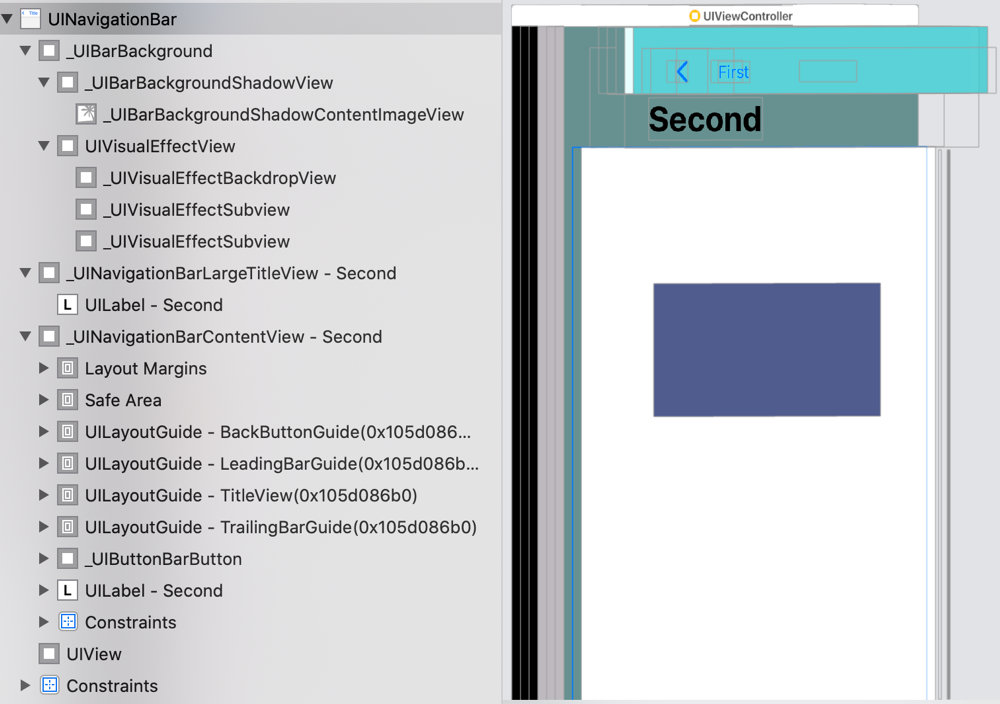 UINavigationBar
_UIBarBackground
_UIBarBackgroundShadowView
_UIBarBackgroundShadowContentImageView
UIVisualEffectView
_UIVisualEffectBackdropView
_UIVisualEffectSubview
_UIVisualEffectSubview
_UINavigationBarLargeTitleView - Second
L UILabel - Second
_UINavigationBarContentView - Second
Layout Margins
Safe Area
UILayoutGuide - BackButtonGuide(0x105d086...
UILayoutGuide - LeadingBarGuide(0x105d086b...
UILayoutGuide - TitleView(0x105d086b0)
UILayoutGuide - TrailingBarGuide(0x105d086b0)
_UIButtonBarButton
L UILabel - Second
Constraints
UIView
Constraints
UIViewController
First
Second